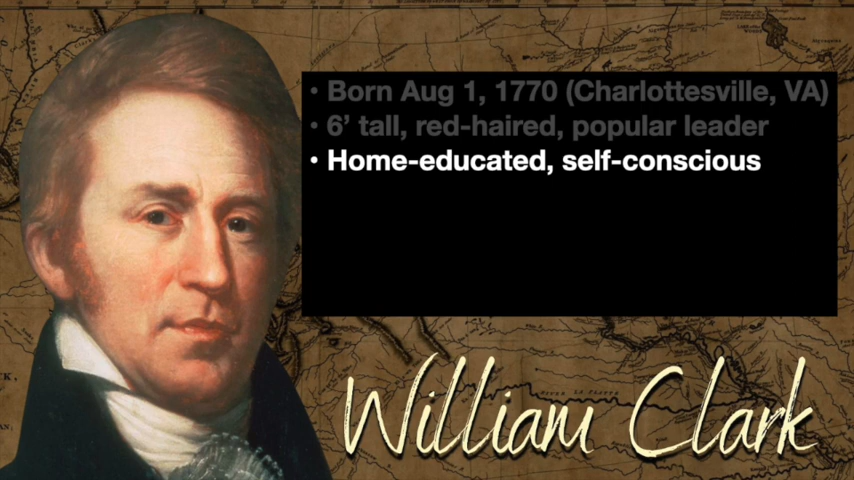 • Born Aug 1, 1770 (Charlottesville, VA)
• 6’ tall, red-haired, popular leader
• Home-educated, self-conscious
William Clark